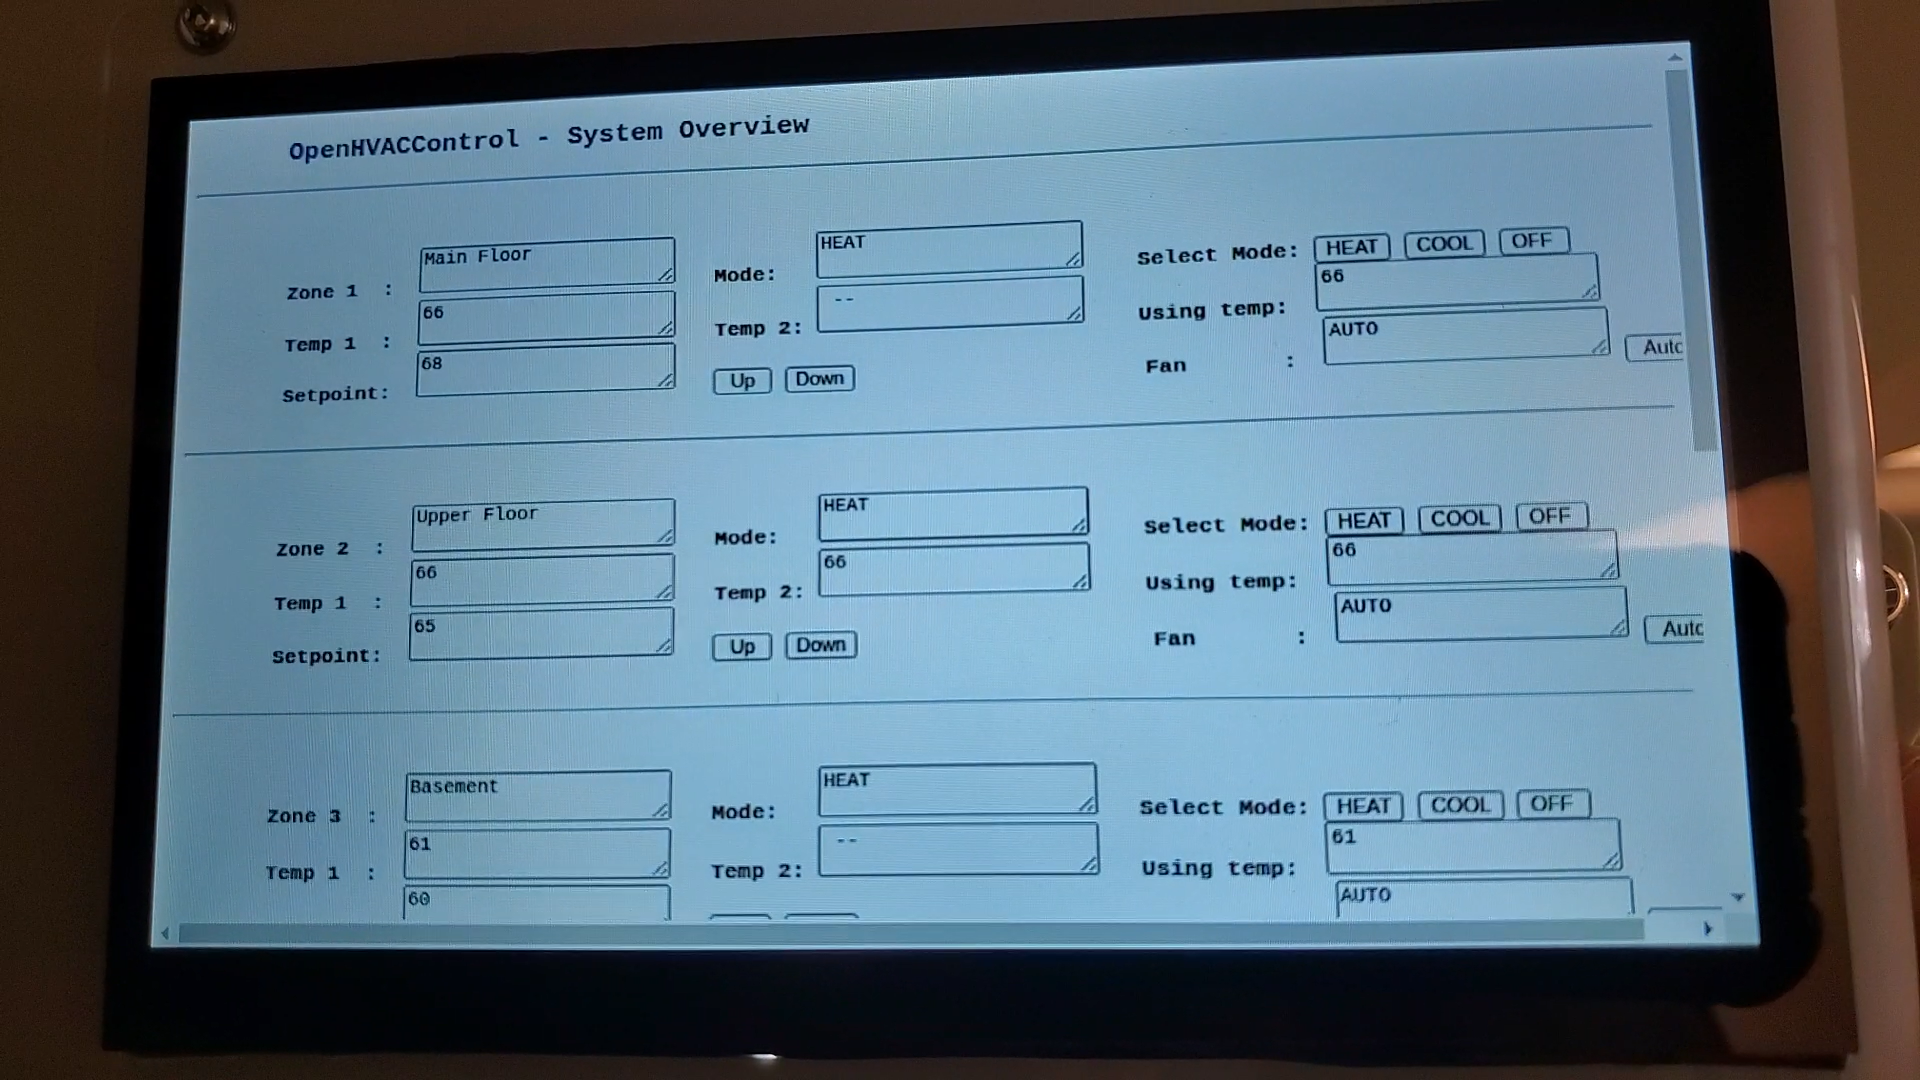 OpenHVACControl - System Overview
Zone 1 : Main Floor Mode: HEAT Select Mode: HEAT COOL OFF
Temp 1 : 66 Temp 2: -- Using temp: 66
Setpoint: 68 Up Down Fan : AUTO
Zone 2 : Upper Floor Mode: HEAT Select Mode: HEAT COOL OFF
Temp 1 : 66 Temp 2: 66 Using temp: 66
Setpoint: 65 Up Down Fan : AUTO
Zone 3 : Basement Mode: HEAT Select Mode: HEAT COOL OFF
Temp 1 : 61 Temp 2: -- Using temp: 61
60 AUTO